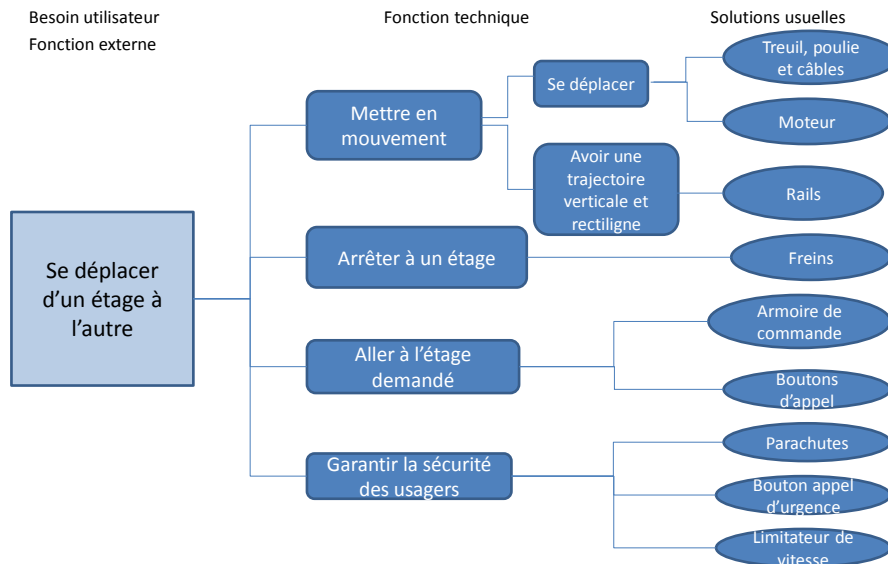 Besoin utilisateur
Fonction externe
Fonction technique
Solutions usuelles
Se déplacer
d’un étage à
l’autre
Mettre en
mouvement
Se déplacer
Treuil, poulie
et câbles
Moteur
Avoir une
trajectoire
verticale et
rectiligne
Rails
Arrêter à un étage
Freins
Aller à l’étage
demandé
Armoire de
commande
Boutons
d’appel
Garantir la sécurité
des usagers
Parachutes
Bouton appel
d’urgence
Limitateur de
vitesse